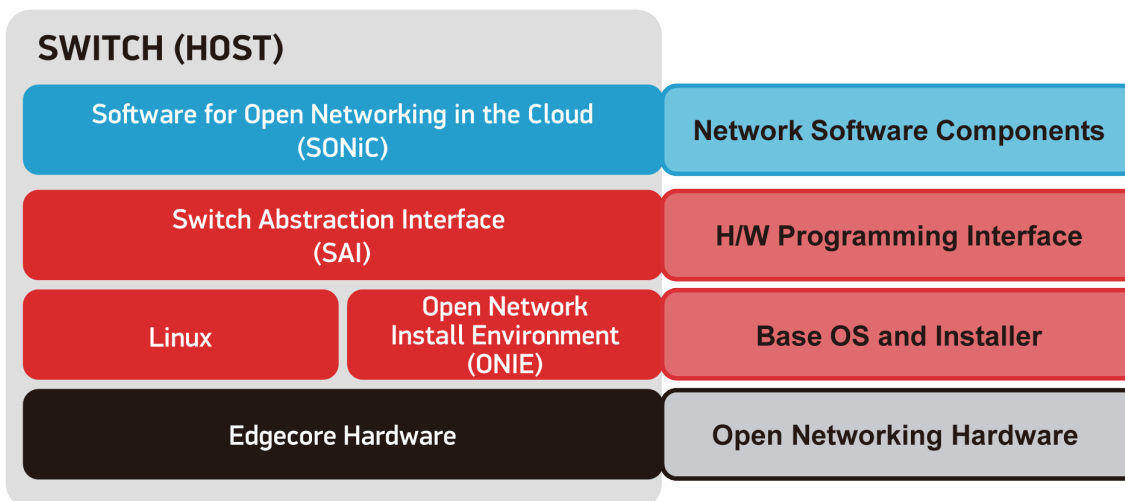 SWITCH (HOST)
Software for Open Networking in the Cloud
(SONiC)
Network Software Components
Switch Abstraction Interface
(SAI)
H/W Programming Interface
Linux
Open Network
Install Environment
(ONIE)
Base OS and Installer
Edgecore Hardware
Open Networking Hardware